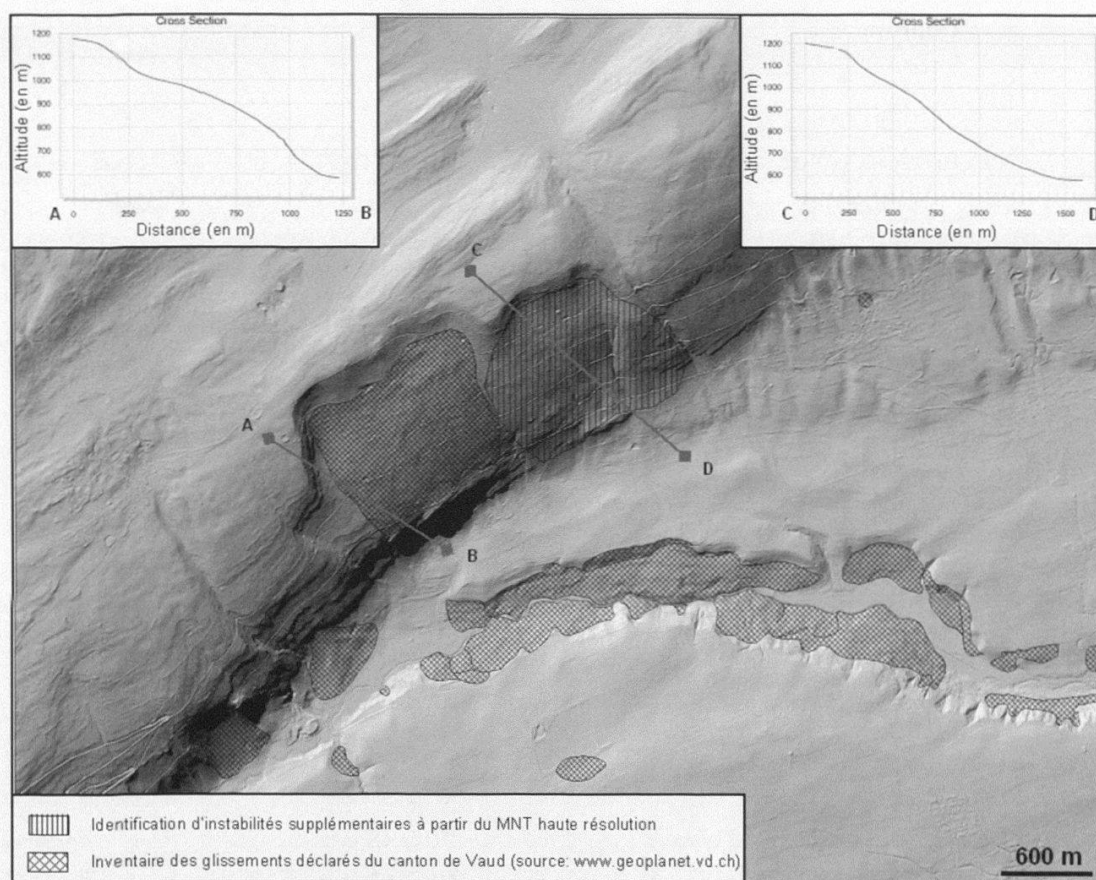 Cross Section
1200
1100
1000
900
800
700
600
Altitude (en m)
A 0 250 500 750 1000 1250 B
Distance (en m)
Cross Section
1200
1100
1000
900
800
700
600
Altitude (en m)
C 0 250 500 750 1000 1250 1500 D
Distance (en m)
C
A
D
B
Identification d'instabilités supplémentaires à partir du MNT haute résolution
Inventaire des glissements déclarés du canton de Vaud (source: www.geoplanet.vd.ch)
600 m